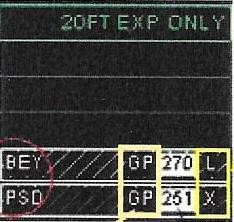 20FT EXP ONLY
BEY GP 270 L
PSD GP 251 X